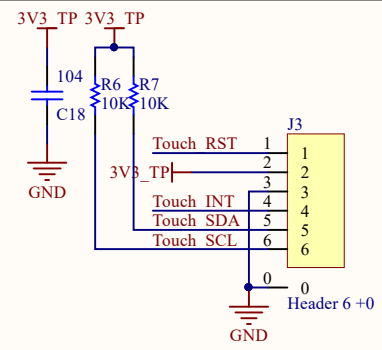 3V3_TP 3V3_TP
104
C18
GND
R6 R7
10K 10K
J3
Touch_RST 1 1
3V3_TP 2 2
3 3
Touch_INT 4 4
Touch_SDA 5 5
Touch_SCL 6 6
0 0
Header 6 +0
GND